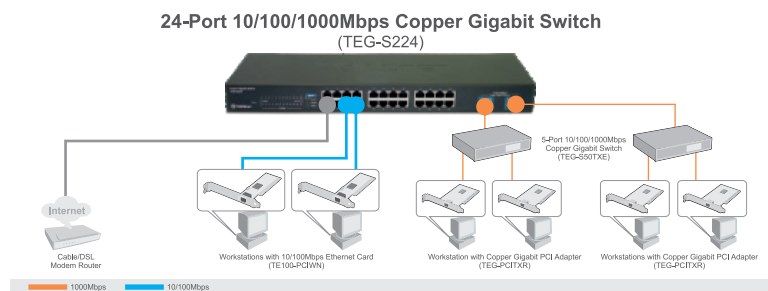 24-Port 10/100/1000Mbps Copper Gigabit Switch
(TEG-S224)
5-Port 10/100/1000Mbps
Copper Gigabit Switch
(TEG-S50TXE)
Internet
Cable/DSL
Modem Router
Workstations with 10/100Mbps Ethernet Card
(TE100-PCIWN)
Workstation with Copper Gigabit PCI Adapter
(TEG-PCITXR)
Workstations with Copper Gigabit PCI Adapter
(TEG-PCITXR)
1000Mbps
10/100Mbps